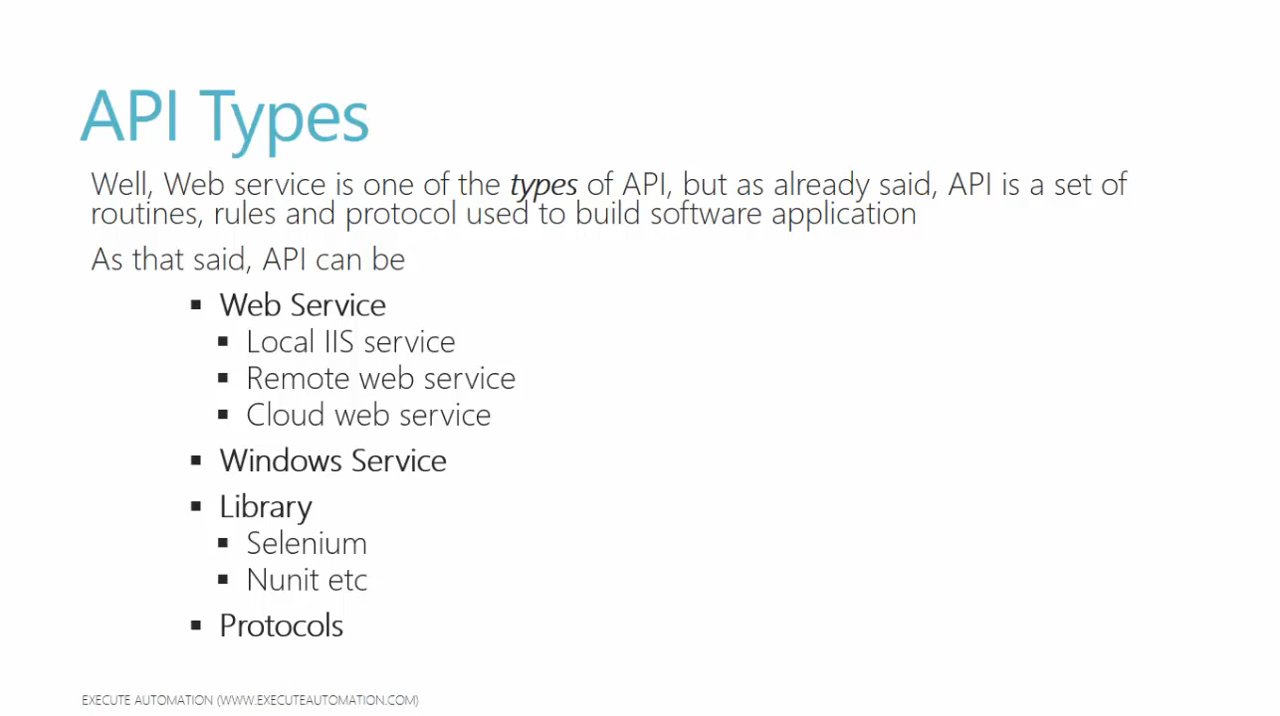 API Types
Well, Web service is one of the types of API, but as already said, API is a set of
routines, rules and protocol used to build software application
As that said, API can be
▪ Web Service
▪ Local IIS service
▪ Remote web service
▪ Cloud web service
▪ Windows Service
▪ Library
▪ Selenium
▪ Nunit etc
▪ Protocols
EXECUTE AUTOMATION (WWW.EXECUTEAUTOMATION.COM)